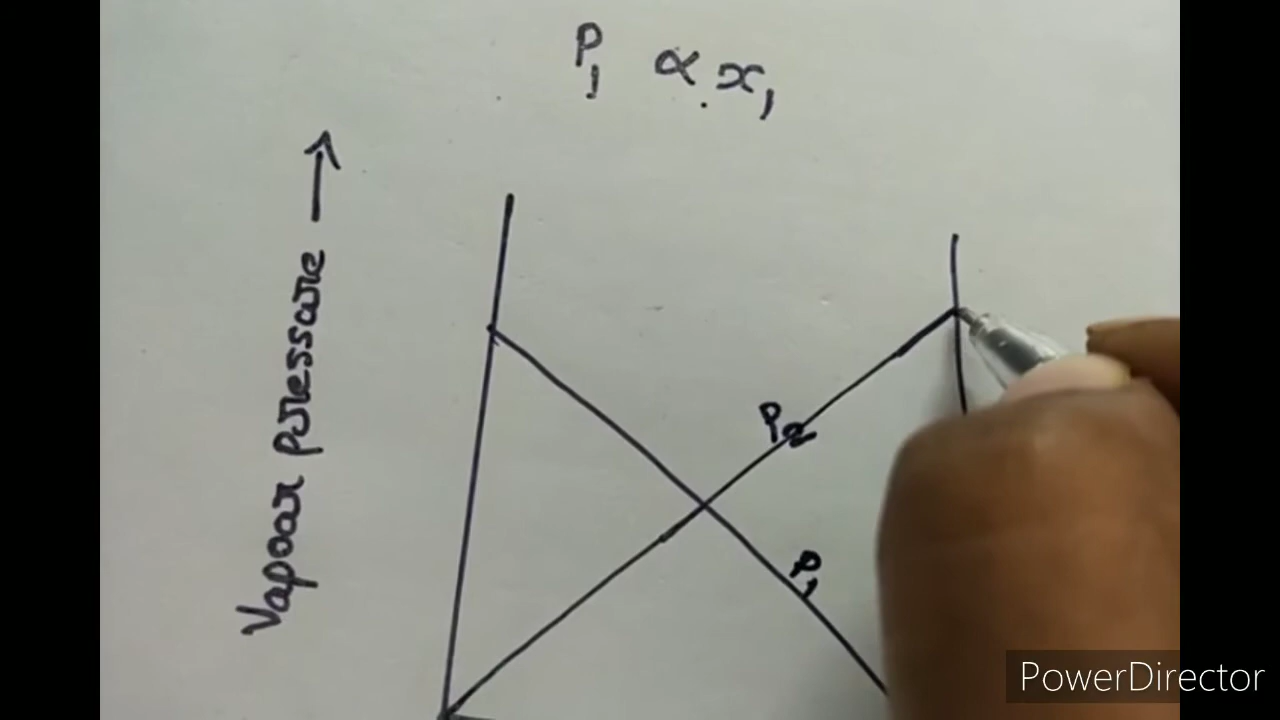 P₁ ∝ x₁
Vapour pressure →
P₂
P₁
PowerDirector